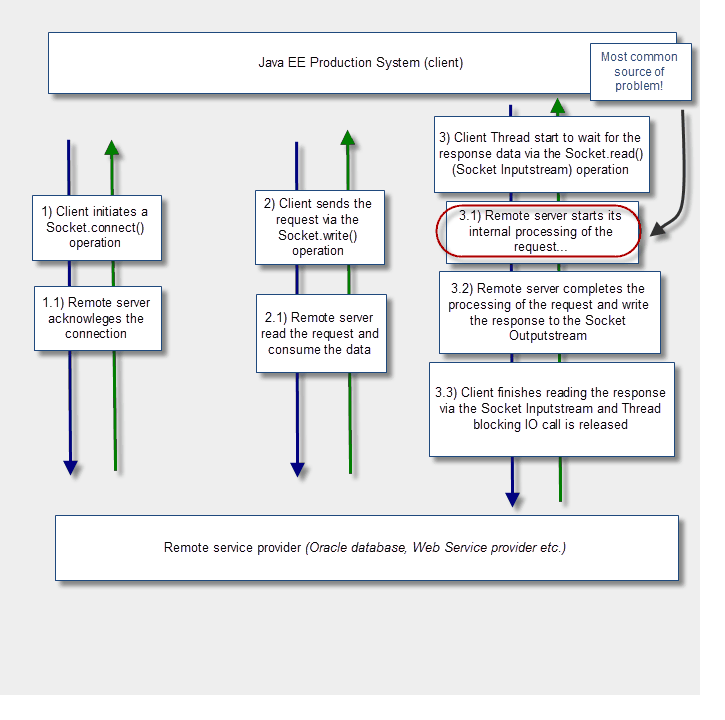 Java EE Production System (client)
Most common
source of
problem!
1) Client initiates a
Socket.connect()
operation
1.1) Remote server
acknowleges the
connection
2) Client sends the
request via the
Socket.write()
operation
2.1) Remote server
read the request and
consume the data
3) Client Thread start to wait for the
response data via the Socket.read()
(Socket Inputstream) operation
3.1) Remote server starts its
internal processing of the
request...
3.2) Remote server completes the
processing of the request and write
the response to the Socket
Outputstream
3.3) Client finishes reading the response
via the Socket Inputstream and Thread
blocking IO call is released
Remote service provider (Oracle database, Web Service provider etc.)